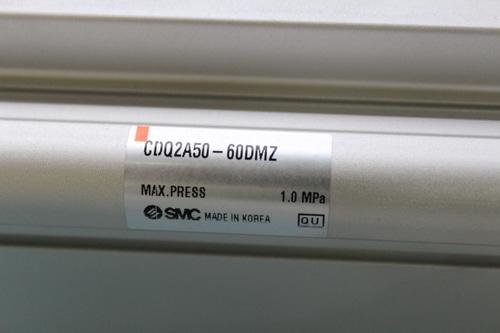 CDQ2A50-60DMZ
MAX.PRESS 1.0 MPa
SMC MADE IN KOREA QU